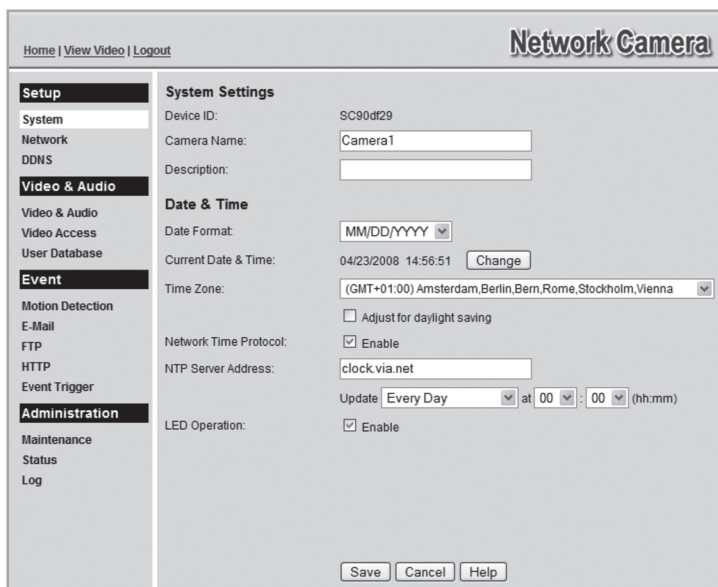 Home | View Video | Logout
Network Camera
Setup
System
Network
DDNS
Video & Audio
Video & Audio
Video Access
User Database
Event
Motion Detection
E-Mail
FTP
HTTP
Event Trigger
Administration
Maintenance
Status
Log
System Settings
Device ID: SC90df29
Camera Name: Camera1
Description:
Date & Time
Date Format: MM/DD/YYYY
Current Date & Time: 04/23/2008 14:56:51 Change
Time Zone: (GMT+01:00) Amsterdam,Berlin,Bern,Rome,Stockholm,Vienna
Adjust for daylight saving
Network Time Protocol: Enable
NTP Server Address: clock.via.net
Update Every Day at 00 : 00 (hh:mm)
LED Operation: Enable
Save Cancel Help